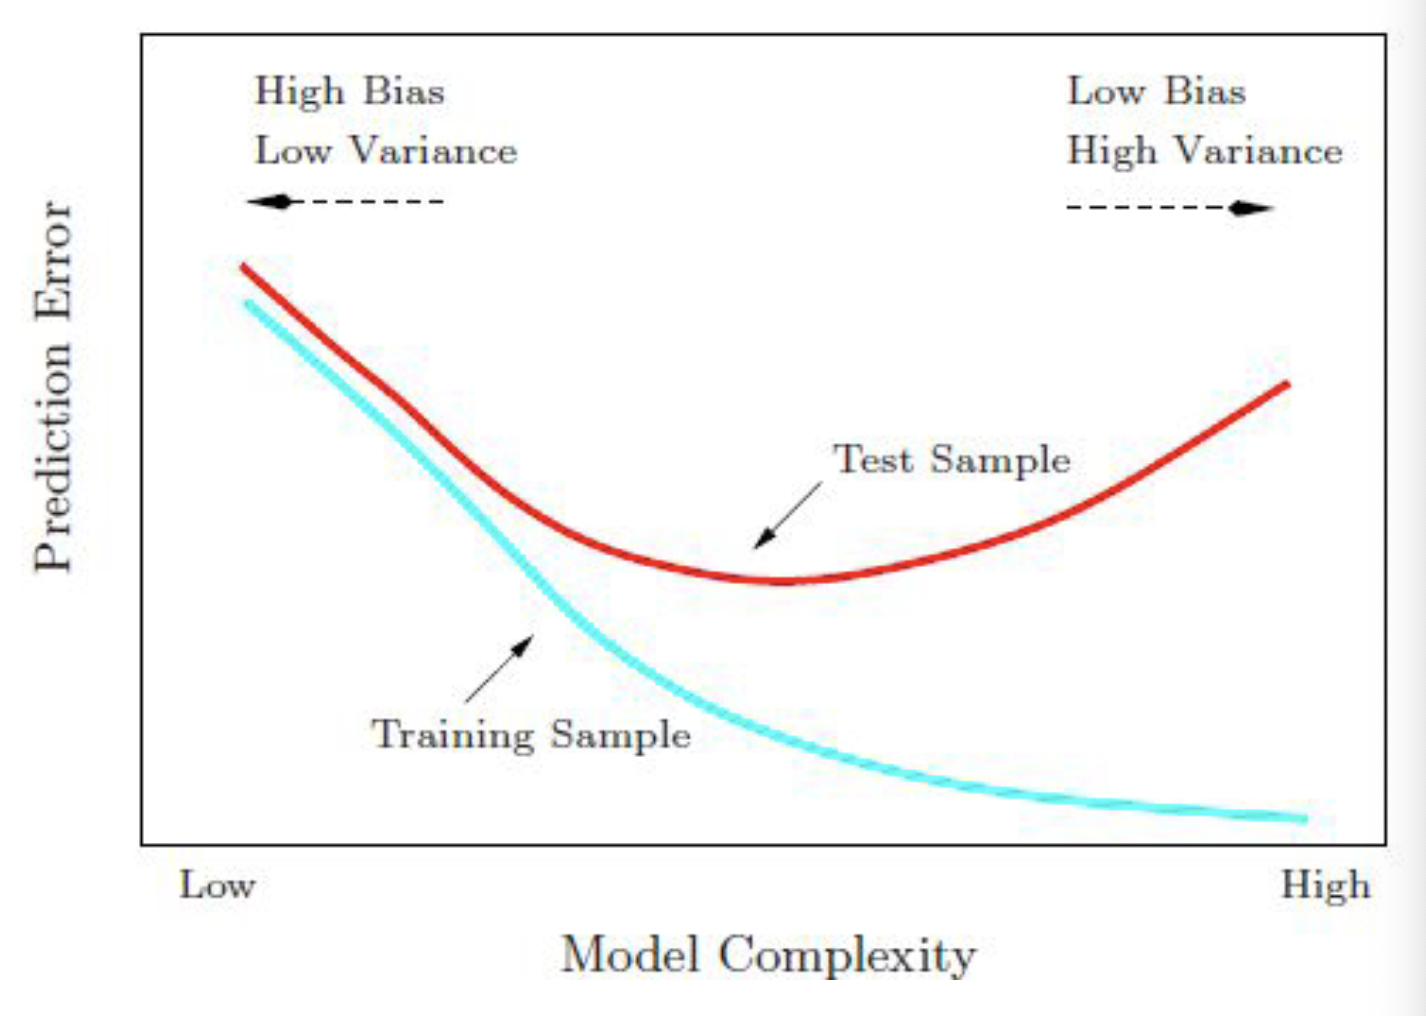 High Bias
Low Variance
Low Bias
High Variance
Prediction Error
Test Sample
Training Sample
Low
High
Model Complexity